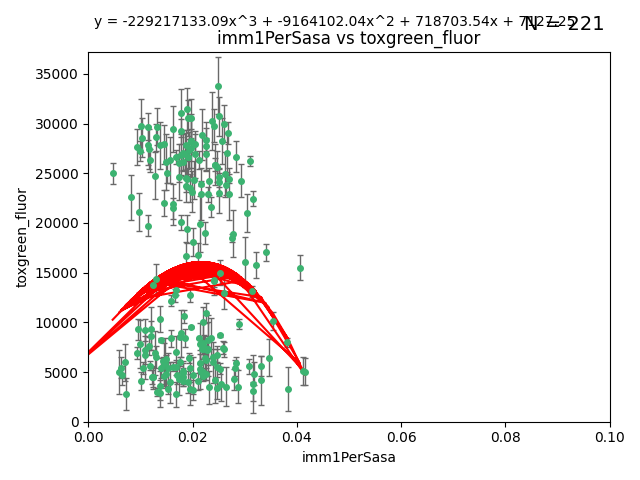 y = -229217133.09x^3 + -9164102.04x^2 + 718703.54x +
N = 221
imm1PerSasa vs toxgreen_fluor
35000
30000
25000
20000
15000
10000
5000
0
toxgreen_fluor
0.00 0.02 0.04 0.06 0.08 0.10
imm1PerSasa